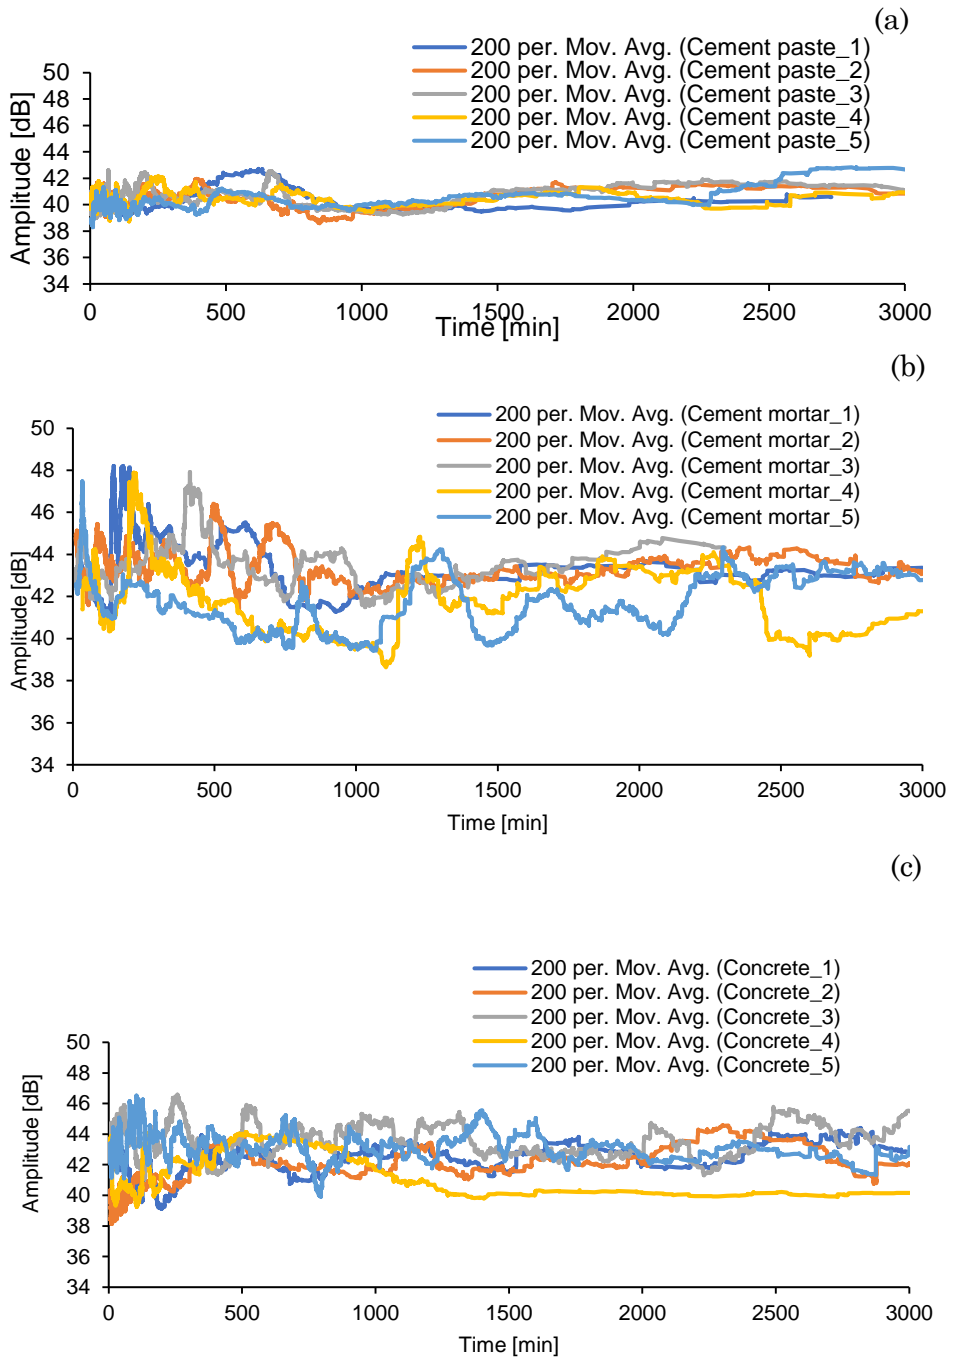 (a)
200 per. Mov. Avg. (Cement paste_1)
200 per. Mov. Avg. (Cement paste_2)
200 per. Mov. Avg. (Cement paste_3)
200 per. Mov. Avg. (Cement paste_4)
200 per. Mov. Avg. (Cement paste_5)
Amplitude [dB]
50
48
46
44
42
40
38
36
34
0 500 1000 1500 2000 2500 3000
Time [min]
(b)
200 per. Mov. Avg. (Cement mortar_1)
200 per. Mov. Avg. (Cement mortar_2)
200 per. Mov. Avg. (Cement mortar_3)
200 per. Mov. Avg. (Cement mortar_4)
200 per. Mov. Avg. (Cement mortar_5)
Amplitude [dB]
50
48
46
44
42
40
38
36
34
0 500 1000 1500 2000 2500 3000
Time [min]
(c)
200 per. Mov. Avg. (Concrete_1)
200 per. Mov. Avg. (Concrete_2)
200 per. Mov. Avg. (Concrete_3)
200 per. Mov. Avg. (Concrete_4)
200 per. Mov. Avg. (Concrete_5)
Amplitude [dB]
50
48
46
44
42
40
38
36
34
0 500 1000 1500 2000 2500 3000
Time [min]